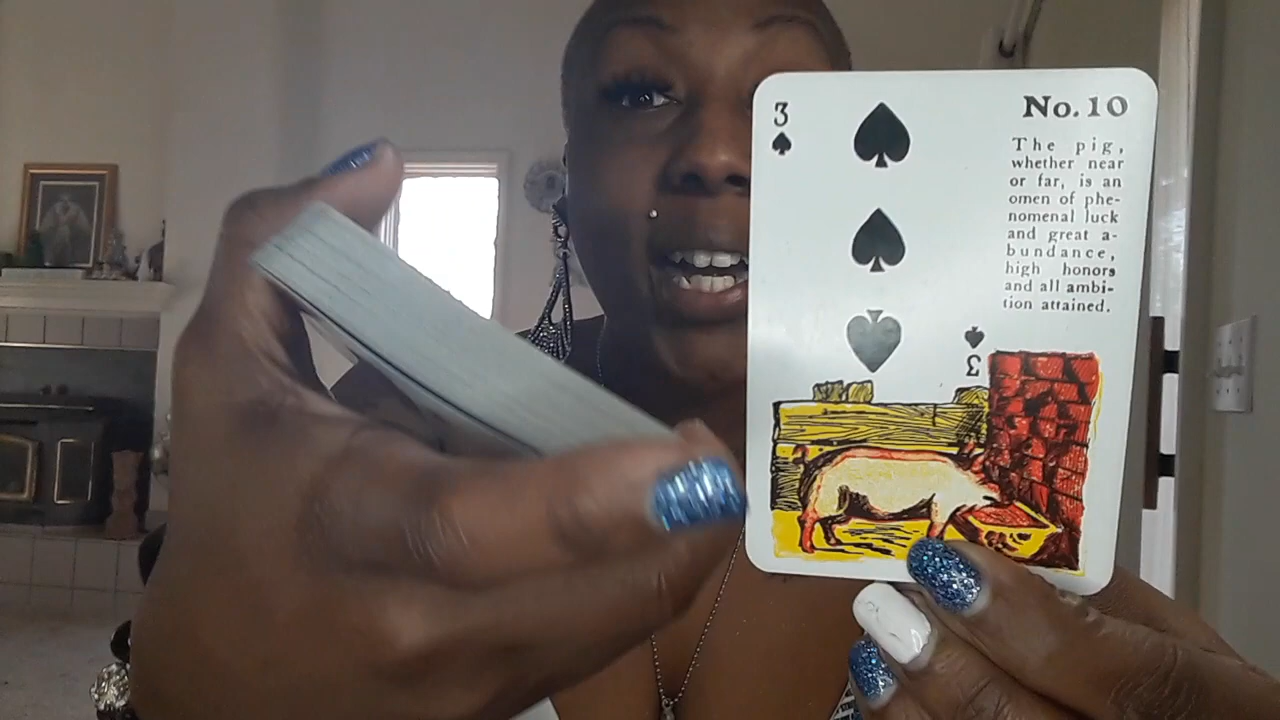 3
No. 10
The pig,
whether near
or far, is an
omen of phe-
nomenal luck
and great a-
bundance,
high honors
and all ambi-
tion attained.
3